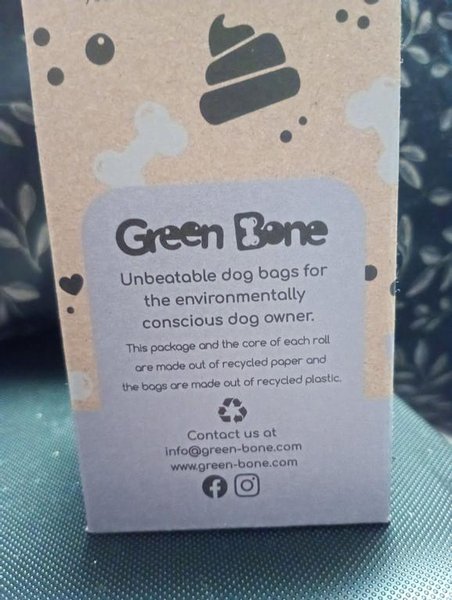 Green Bone
Unbeatable dog bags for
the environmentally
conscious dog owner.
This package and the core of each roll
are made out of recycled paper and
the bags are made out of recycled plastic.
Contact us at
info@green-bone.com
www.green-bone.com